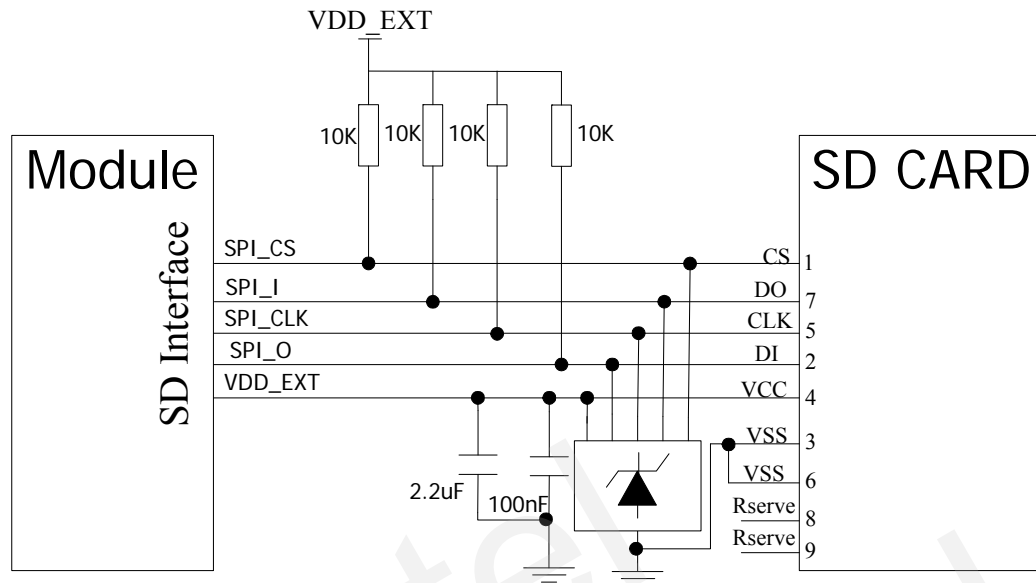 VDD_EXT
10K 10K 10K 10K
Module
SD CARD
SD Interface
SPI_CS
CS 1
SPI_I
DO 7
SPI_CLK
CLK 5
SPI_O
DI 2
VDD_EXT
VCC 4
VSS 3
VSS 6
2.2uF
100nF
Rserve 8
Rserve 9